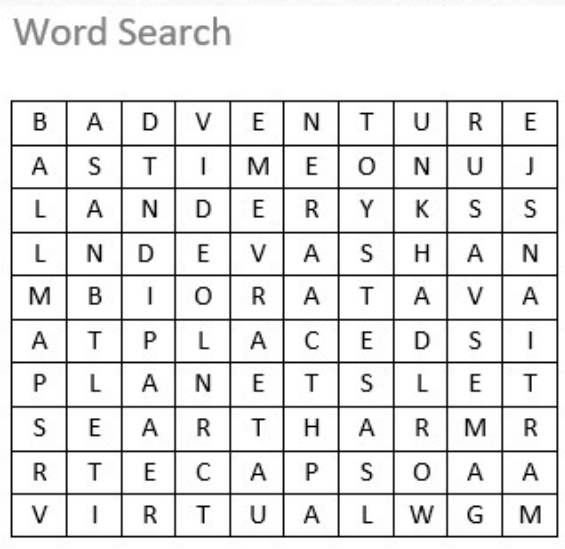 Word Search
B A D V E N T U R E
A S T I M E O N U J
L A N D E R Y K S S
L N D E V A S H A N
M B I O R A T A V A
A T P L A C E D S I
P L A N E T S L E T
S E A R T H A R M R
R T E C A P S O A A
V I R T U A L W G M